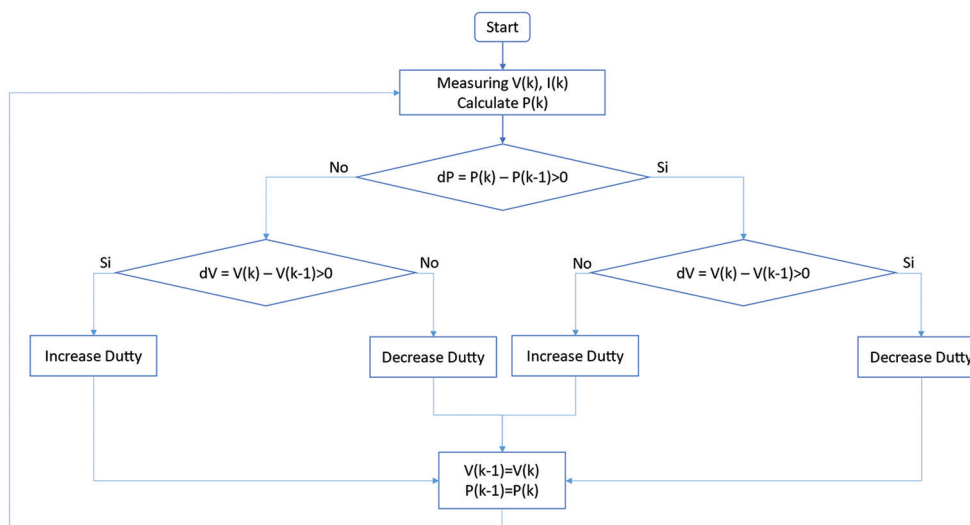 Start
Measuring V(k), I(k)
Calculate P(k)
No
dP = P(k) – P(k-1)>0
Si
Si
dV = V(k) – V(k-1)>0
No
No
dV = V(k) – V(k-1)>0
Si
Increase Dutty
Decrease Dutty
Increase Dutty
Decrease Dutty
V(k-1)=V(k)
P(k-1)=P(k)